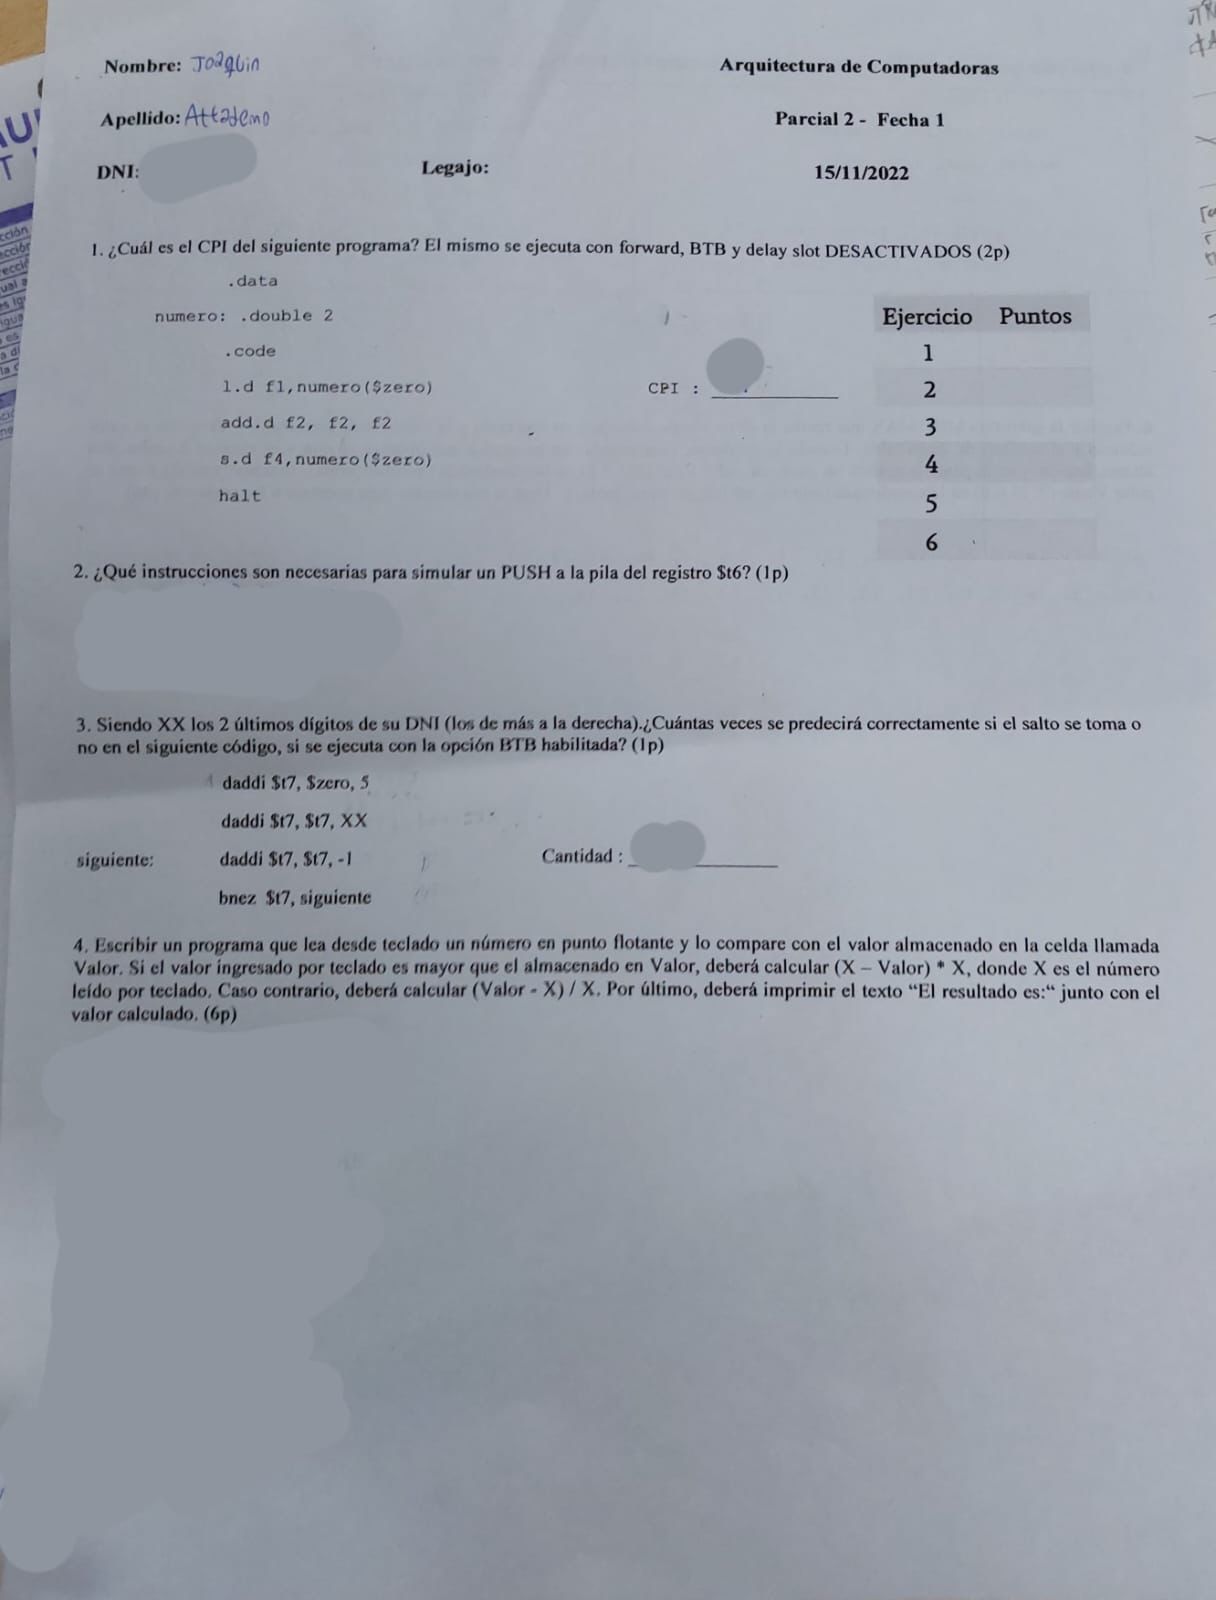 Nombre: Joaquin
Arquitectura de Computadoras
Apellido: Attademo
Parcial 2 - Fecha 1
DNI:
Legajo:
15/11/2022
1. ¿Cuál es el CPI del siguiente programa? El mismo se ejecuta con forward, BTB y delay slot DESACTIVADOS (2p)
.data
numero: .double 2
.code
l.d f1,numero($zero)
add.d f2, f2, f2
s.d f4,numero($zero)
halt
CPI :
Ejercicio Puntos
1
2
3
4
5
6
2. ¿Qué instrucciones son necesarias para simular un PUSH a la pila del registro $t6? (1p)
3. Siendo XX los 2 últimos dígitos de su DNI (los de más a la derecha).¿Cuántas veces se predecirá correctamente si el salto se toma o
no en el siguiente código, si se ejecuta con la opción BTB habilitada? (1p)
daddi $t7, $zero, 5
daddi $t7, $t7, XX
siguiente: daddi $t7, $t7, -1
Cantidad :
bnez $t7, siguiente
4. Escribir un programa que lea desde teclado un número en punto flotante y lo compare con el valor almacenado en la celda llamada
Valor. Si el valor ingresado por teclado es mayor que el almacenado en Valor, deberá calcular (X – Valor) * X, donde X es el número
leído por teclado. Caso contrario, deberá calcular (Valor - X) / X. Por último, deberá imprimir el texto “El resultado es:“ junto con el
valor calculado. (6p)